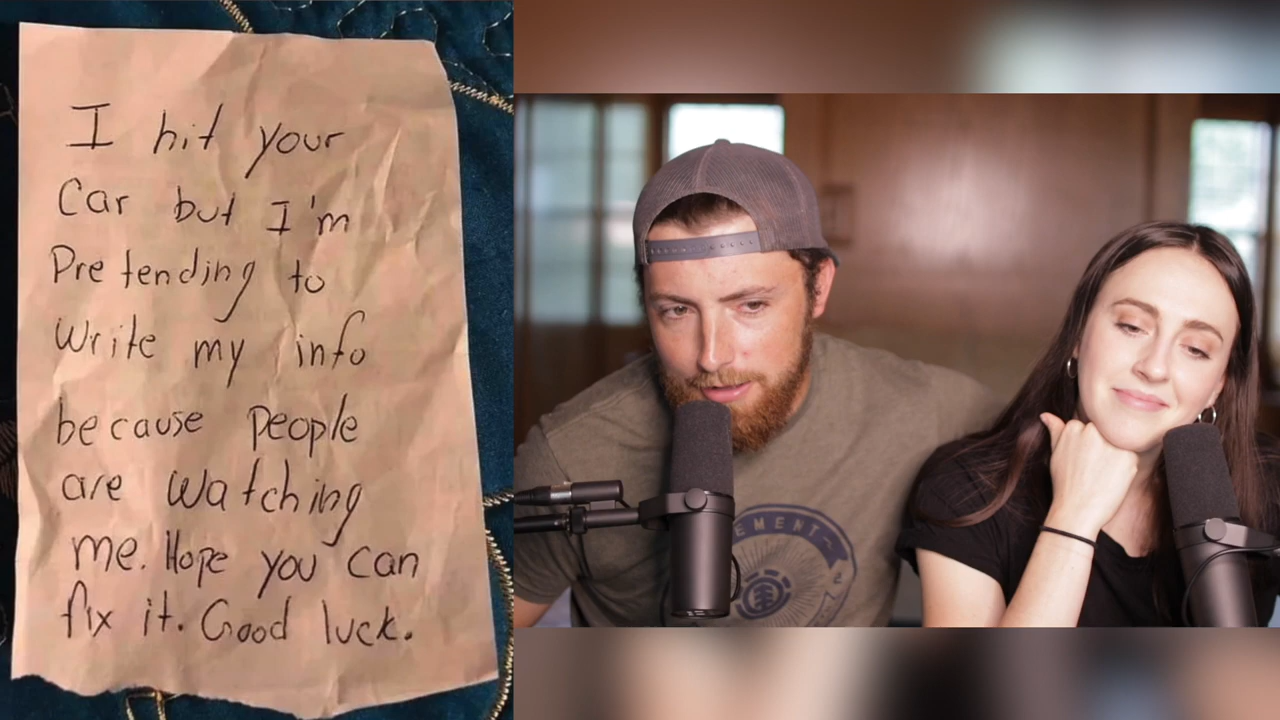 I hit your
Car but I'm
Pretending to
Write my info
because people
are watching
me. Hope you can
fix it. Good luck.
EMENT